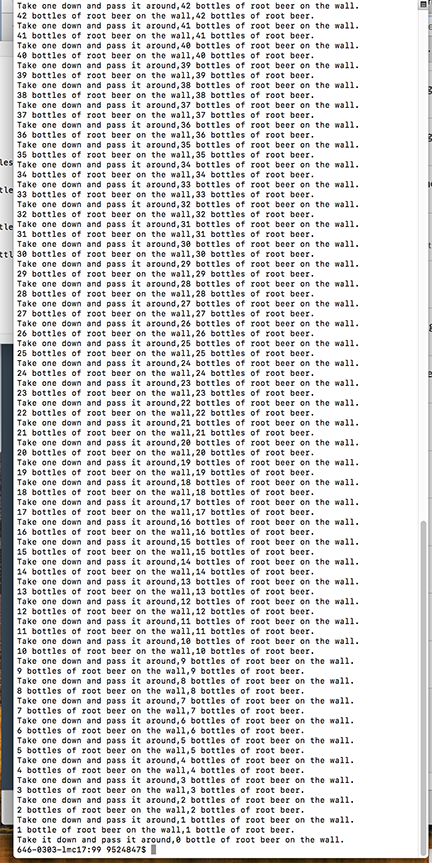 Take one down and pass it around,42 bottles of root beer on the wall.
42 bottles of root beer on the wall,42 bottles of root beer.
Take one down and pass it around,41 bottles of root beer on the wall.
41 bottles of root beer on the wall,41 bottles of root beer.
Take one down and pass it around,40 bottles of root beer on the wall.
40 bottles of root beer on the wall,40 bottles of root beer.
Take one down and pass it around,39 bottles of root beer on the wall.
39 bottles of root beer on the wall,39 bottles of root beer.
Take one down and pass it around,38 bottles of root beer on the wall.
38 bottles of root beer on the wall,38 bottles of root beer.
Take one down and pass it around,37 bottles of root beer on the wall.
37 bottles of root beer on the wall,37 bottles of root beer.
Take one down and pass it around,36 bottles of root beer on the wall.
36 bottles of root beer on the wall,36 bottles of root beer.
Take one down and pass it around,35 bottles of root beer on the wall.
35 bottles of root beer on the wall,35 bottles of root beer.
Take one down and pass it around,34 bottles of root beer on the wall.
34 bottles of root beer on the wall,34 bottles of root beer.
Take one down and pass it around,33 bottles of root beer on the wall.
33 bottles of root beer on the wall,33 bottles of root beer.
Take one down and pass it around,32 bottles of root beer on the wall.
32 bottles of root beer on the wall,32 bottles of root beer.
Take one down and pass it around,31 bottles of root beer on the wall.
31 bottles of root beer on the wall,31 bottles of root beer.
Take one down and pass it around,30 bottles of root beer on the wall.
30 bottles of root beer on the wall,30 bottles of root beer.
Take one down and pass it around,29 bottles of root beer on the wall.
29 bottles of root beer on the wall,29 bottles of root beer.
Take one down and pass it around,28 bottles of root beer on the wall.
28 bottles of root beer on the wall,28 bottles of root beer.
Take one down and pass it around,27 bottles of root beer on the wall.
27 bottles of root beer on the wall,27 bottles of root beer.
Take one down and pass it around,26 bottles of root beer on the wall.
26 bottles of root beer on the wall,26 bottles of root beer.
Take one down and pass it around,25 bottles of root beer on the wall.
25 bottles of root beer on the wall,25 bottles of root beer.
Take one down and pass it around,24 bottles of root beer on the wall.
24 bottles of root beer on the wall,24 bottles of root beer.
Take one down and pass it around,23 bottles of root beer on the wall.
23 bottles of root beer on the wall,23 bottles of root beer.
Take one down and pass it around,22 bottles of root beer on the wall.
22 bottles of root beer on the wall,22 bottles of root beer.
Take one down and pass it around,21 bottles of root beer on the wall.
21 bottles of root beer on the wall,21 bottles of root beer.
Take one down and pass it around,20 bottles of root beer on the wall.
20 bottles of root beer on the wall,20 bottles of root beer.
Take one down and pass it around,19 bottles of root beer on the wall.
19 bottles of root beer on the wall,19 bottles of root beer.
Take one down and pass it around,18 bottles of root beer on the wall.
18 bottles of root beer on the wall,18 bottles of root beer.
Take one down and pass it around,17 bottles of root beer on the wall.
17 bottles of root beer on the wall,17 bottles of root beer.
Take one down and pass it around,16 bottles of root beer on the wall.
16 bottles of root beer on the wall,16 bottles of root beer.
Take one down and pass it around,15 bottles of root beer on the wall.
15 bottles of root beer on the wall,15 bottles of root beer.
Take one down and pass it around,14 bottles of root beer on the wall.
14 bottles of root beer on the wall,14 bottles of root beer.
Take one down and pass it around,13 bottles of root beer on the wall.
13 bottles of root beer on the wall,13 bottles of root beer.
Take one down and pass it around,12 bottles of root beer on the wall.
12 bottles of root beer on the wall,12 bottles of root beer.
Take one down and pass it around,11 bottles of root beer on the wall.
11 bottles of root beer on the wall,11 bottles of root beer.
Take one down and pass it around,10 bottles of root beer on the wall.
10 bottles of root beer on the wall,10 bottles of root beer.
Take one down and pass it around,9 bottles of root beer on the wall.
9 bottles of root beer on the wall,9 bottles of root beer.
Take one down and pass it around,8 bottles of root beer on the wall.
8 bottles of root beer on the wall,8 bottles of root beer.
Take one down and pass it around,7 bottles of root beer on the wall.
7 bottles of root beer on the wall,7 bottles of root beer.
Take one down and pass it around,6 bottles of root beer on the wall.
6 bottles of root beer on the wall,6 bottles of root beer.
Take one down and pass it around,5 bottles of root beer on the wall.
5 bottles of root beer on the wall,5 bottles of root beer.
Take one down and pass it around,4 bottles of root beer on the wall.
4 bottles of root beer on the wall,4 bottles of root beer.
Take one down and pass it around,3 bottles of root beer on the wall.
3 bottles of root beer on the wall,3 bottles of root beer.
Take one down and pass it around,2 bottles of root beer on the wall.
2 bottles of root beer on the wall,2 bottles of root beer.
Take one down and pass it around,1 bottles of root beer on the wall.
1 bottle of root beer on the wall,1 bottle of root beer.
Take it down and pass it around,0 bottle of root beer on the wall.
646-0303-lmc17:99 9524847$